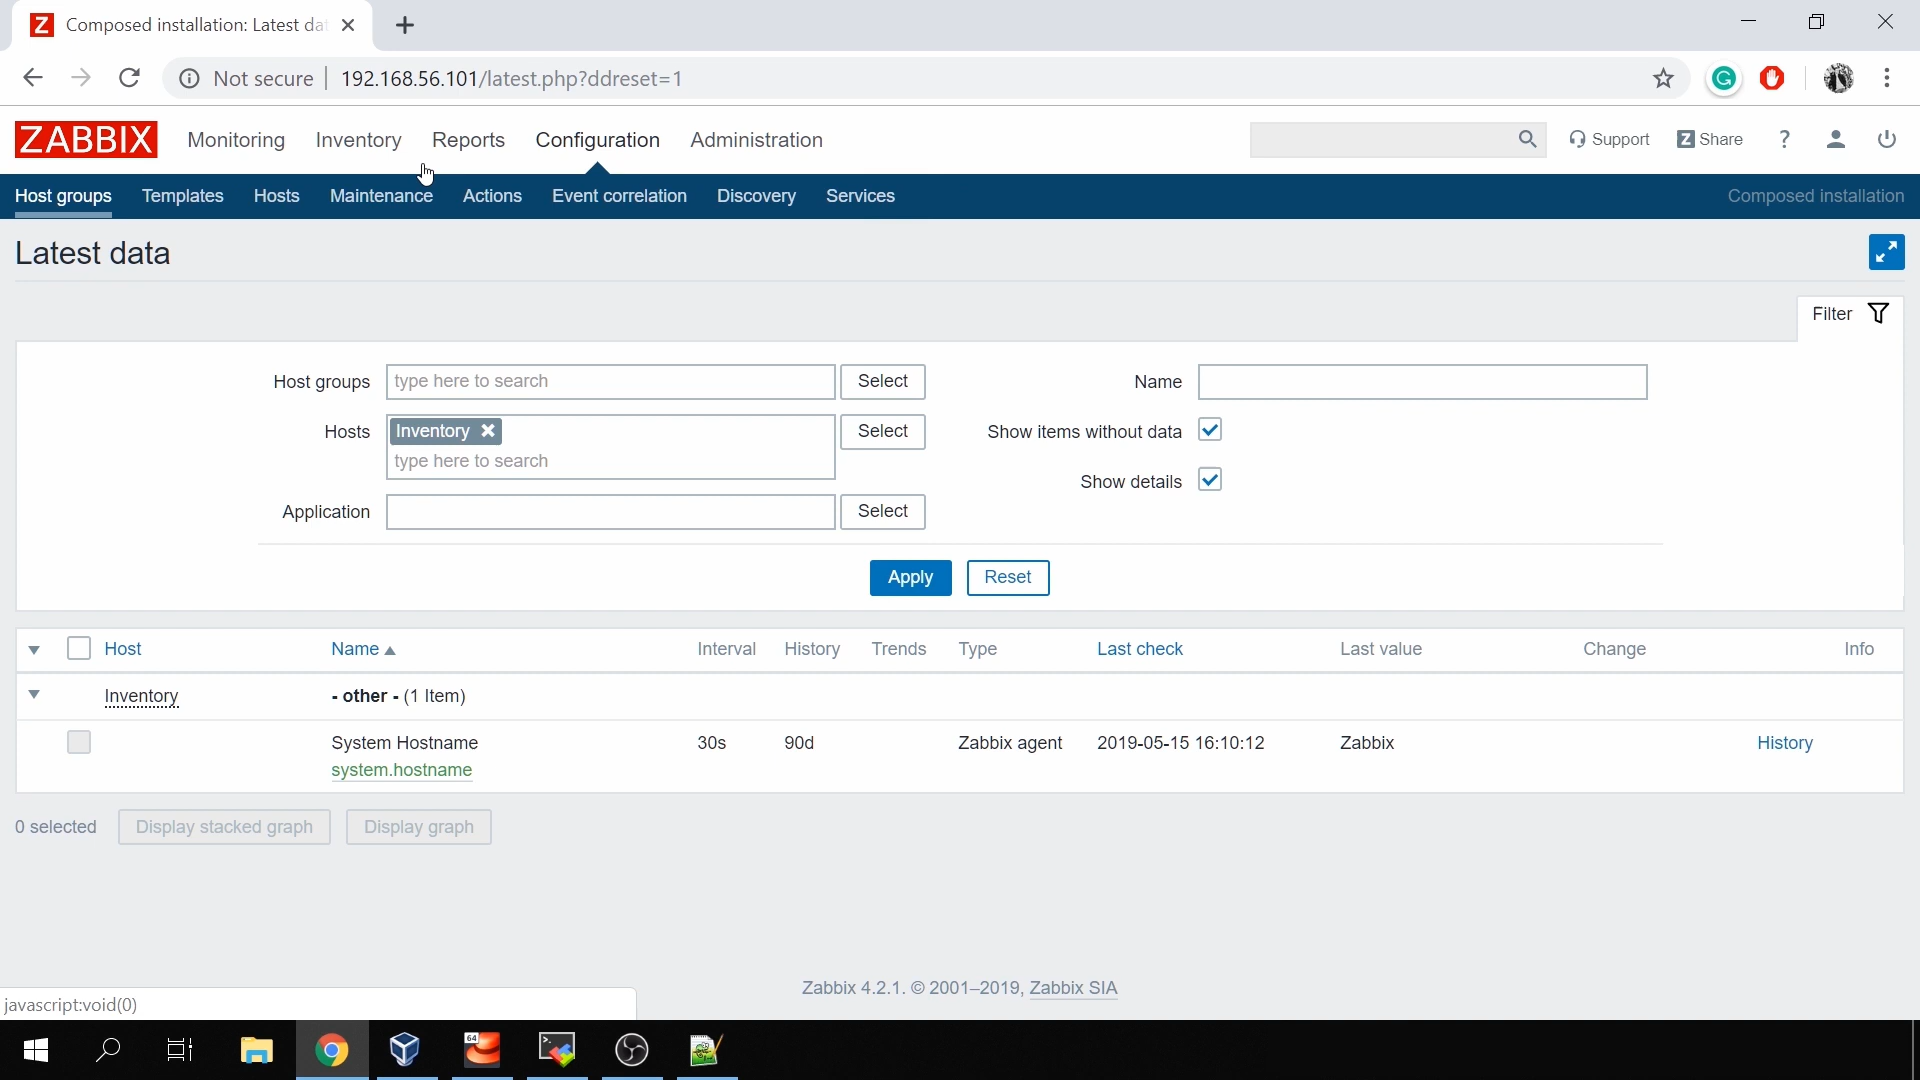 Z Composed installation: Latest da
Not secure | 192.168.56.101/latest.php?ddreset=1
ZABBIX Monitoring Inventory Reports Configuration Administration Support Z Share ?
Host groups Templates Hosts Maintenance Actions Event correlation Discovery Services Composed installation
Latest data
Filter
Host groups type here to search Select Name
Hosts Inventory Select Show items without data
type here to search
Show details
Application Select
Apply Reset
Host Name Interval History Trends Type Last check Last value Change Info
Inventory - other - (1 Item)
System Hostname 30s 90d Zabbix agent 2019-05-15 16:10:12 Zabbix History
system.hostname
0 selected Display stacked graph Display graph
Zabbix 4.2.1. © 2001–2019, Zabbix SIA
javascript:void(0)
64